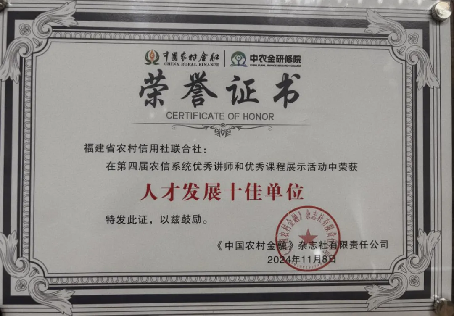 中国农村金融 中农金研修院
CHINA RURAL FINANCE
荣誉证书
CERTIFICATE OF HONOR
福建省农村信用社联合社：
在第四届农信系统优秀讲师和优秀课程展示活动中荣获
人才发展十佳单位
特发此证，以兹鼓励。
《中国农村金融》杂志社有限责任公司
2024年11月8日